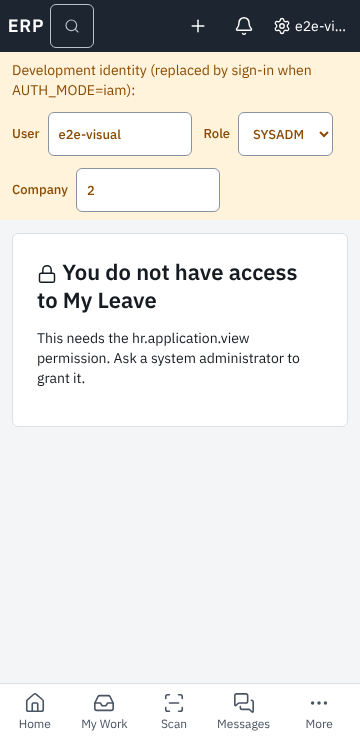 ERP
e2e-vi...
Development identity (replaced by sign-in when
AUTH_MODE=iam):
User
e2e-visual
Role
SYSADM
Company
2
You do not have access
to My Leave
This needs the hr.application.view
permission. Ask a system administrator to
grant it.
Home
My Work
Scan
Messages
More